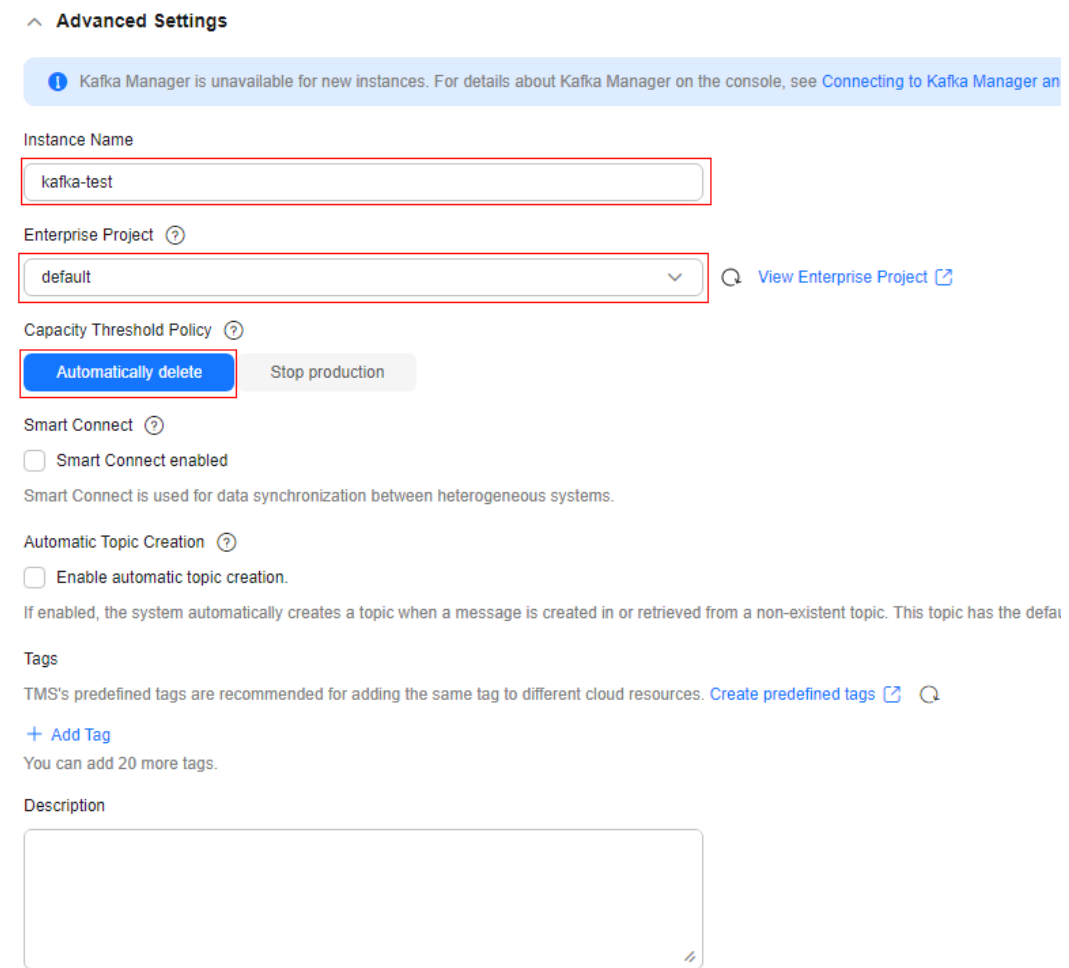 Advanced Settings
Kafka Manager is unavailable for new instances. For details about Kafka Manager on the console, see Connecting to Kafka Manager an
Instance Name
kafka-test
Enterprise Project
default
View Enterprise Project
Capacity Threshold Policy
Automatically delete Stop production
Smart Connect
Smart Connect enabled
Smart Connect is used for data synchronization between heterogeneous systems.
Automatic Topic Creation
Enable automatic topic creation.
If enabled, the system automatically creates a topic when a message is created in or retrieved from a non-existent topic. This topic has the defau
Tags
TMS's predefined tags are recommended for adding the same tag to different cloud resources. Create predefined tags
+ Add Tag
You can add 20 more tags.
Description